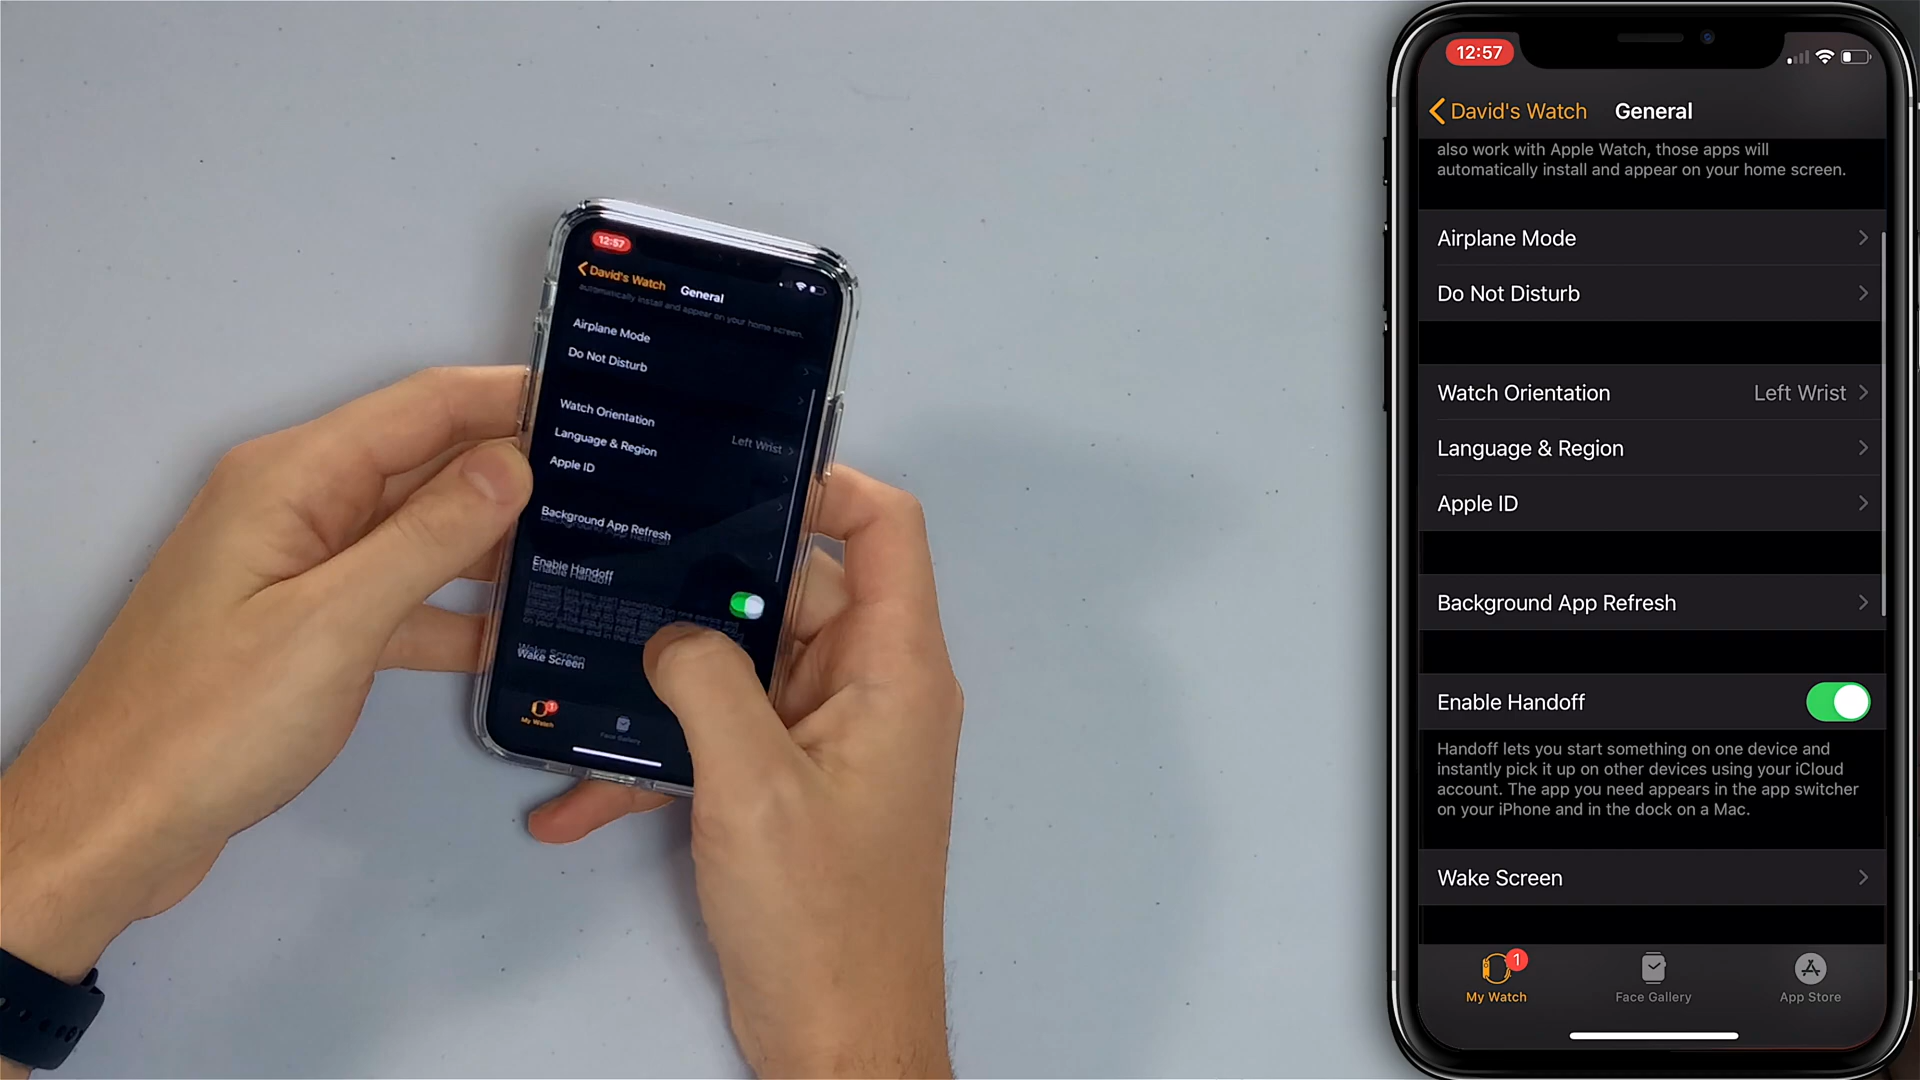 12:57
David's Watch
General
automatically install and appear on your home screen.
Airplane Mode
Do Not Disturb
Watch Orientation
Left Wrist
Language & Region
Apple ID
Background App Refresh
Enable Handoff
Wake Screen
1
My Watch
Face Gallery
12:57
David's Watch
General
also work with Apple Watch, those apps will
automatically install and appear on your home screen.
Airplane Mode
Do Not Disturb
Watch Orientation
Left Wrist
Language & Region
Apple ID
Background App Refresh
Enable Handoff
Handoff lets you start something on one device and
instantly pick it up on other devices using your iCloud
account. The app you need appears in the app switcher
on your iPhone and in the dock on a Mac.
Wake Screen
1
My Watch
Face Gallery
App Store